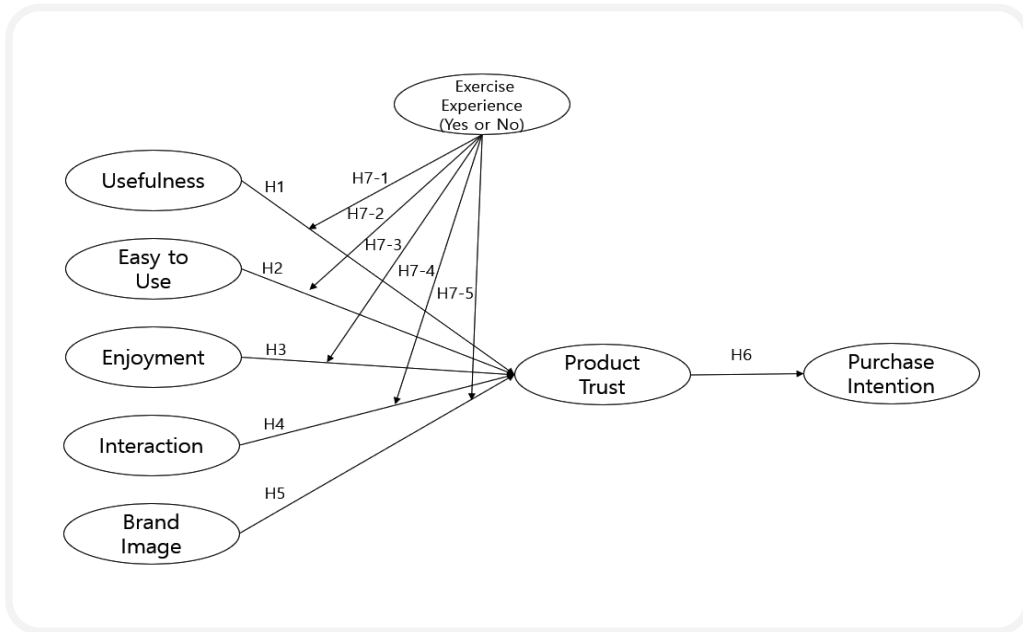 Exercise
Experience
(Yes or No)
Usefulness
H1
H7-1
H7-2
Easy to
Use
H2
H7-3
H7-4
H7-5
Enjoyment
H3
Product
Trust
H6
Purchase
Intention
Interaction
H4
H5
Brand
Image